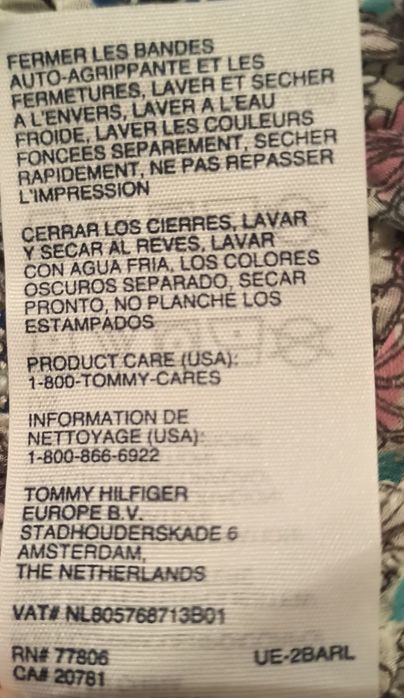 FERMER LES BANDES
AUTO-AGRIPPANTE ET LES
FERMETURES, LAVER ET SECHER
A L'ENVERS, LAVER A L'EAU
FROIDE, LAVER LES COULEURS
FONCEES SEPAREMENT, SECHER
RAPIDEMENT, NE PAS REPASSER
L'IMPRESSION
CERRAR LOS CIERRES, LAVAR
Y SECAR AL REVES, LAVAR
CON AGUA FRIA, LOS COLORES
OSCUROS SEPARADO, SECAR
PRONTO, NO PLANCHE LOS
ESTAMPADOS
PRODUCT CARE (USA):
1-800-TOMMY-CARES
INFORMATION DE
NETTOYAGE (USA):
1-800-866-6922
TOMMY HILFIGER
EUROPE B.V.
STADHOUDERSKADE 6
AMSTERDAM,
THE NETHERLANDS
VAT# NL805768713B01
RN# 77806 UE-2BARL
CA# 20781